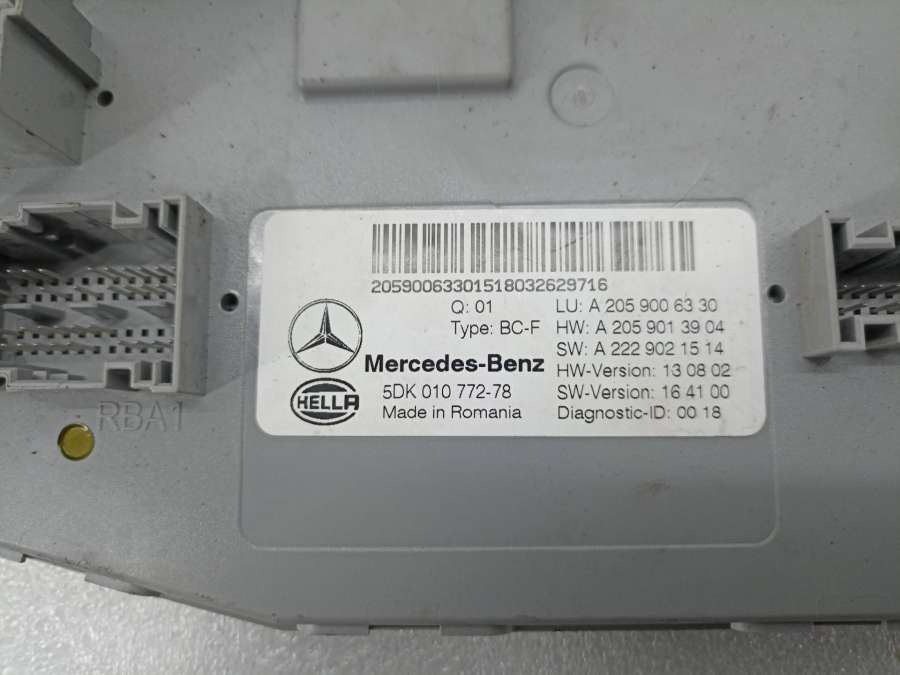 20590063301518032629716
Q: 01
LU: A 205 900 63 30
Type: BC-F
HW: A 205 901 39 04
SW: A 222 902 15 14
Mercedes-Benz
HW-Version: 13 08 02
HELLA
5DK 010 772-78
SW-Version: 16 41 00
Made in Romania
Diagnostic-ID: 00 18
RBA1